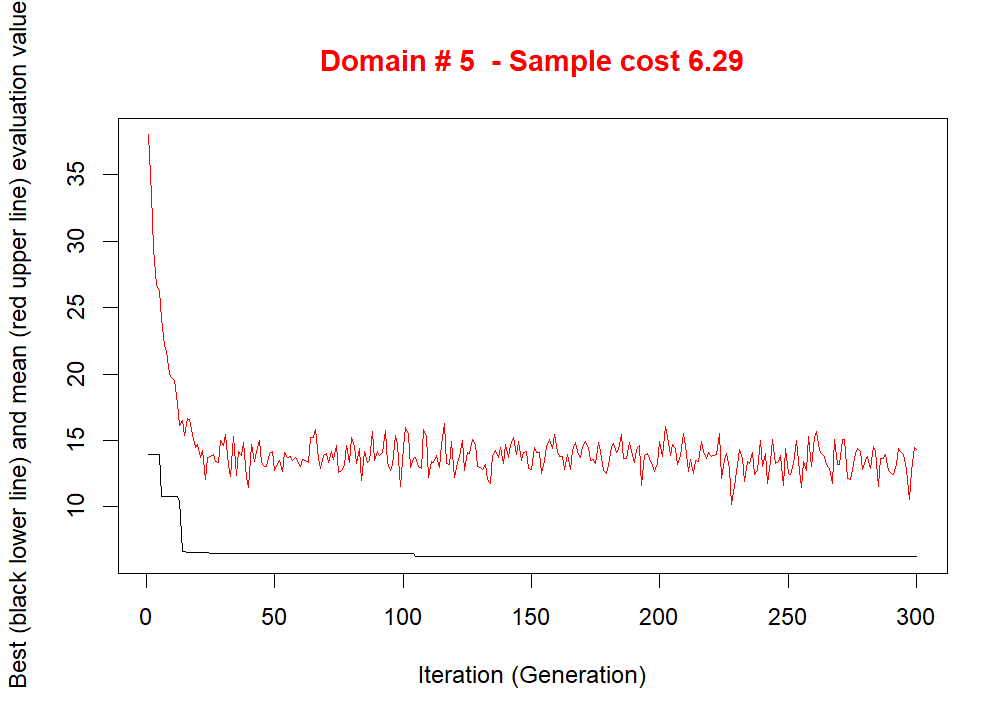 Domain # 5  - Sample cost 6.29
Best (black lower line) and mean (red upper line) evaluation value
35
30
25
20
15
10
0 50 100 150 200 250 300
Iteration (Generation)